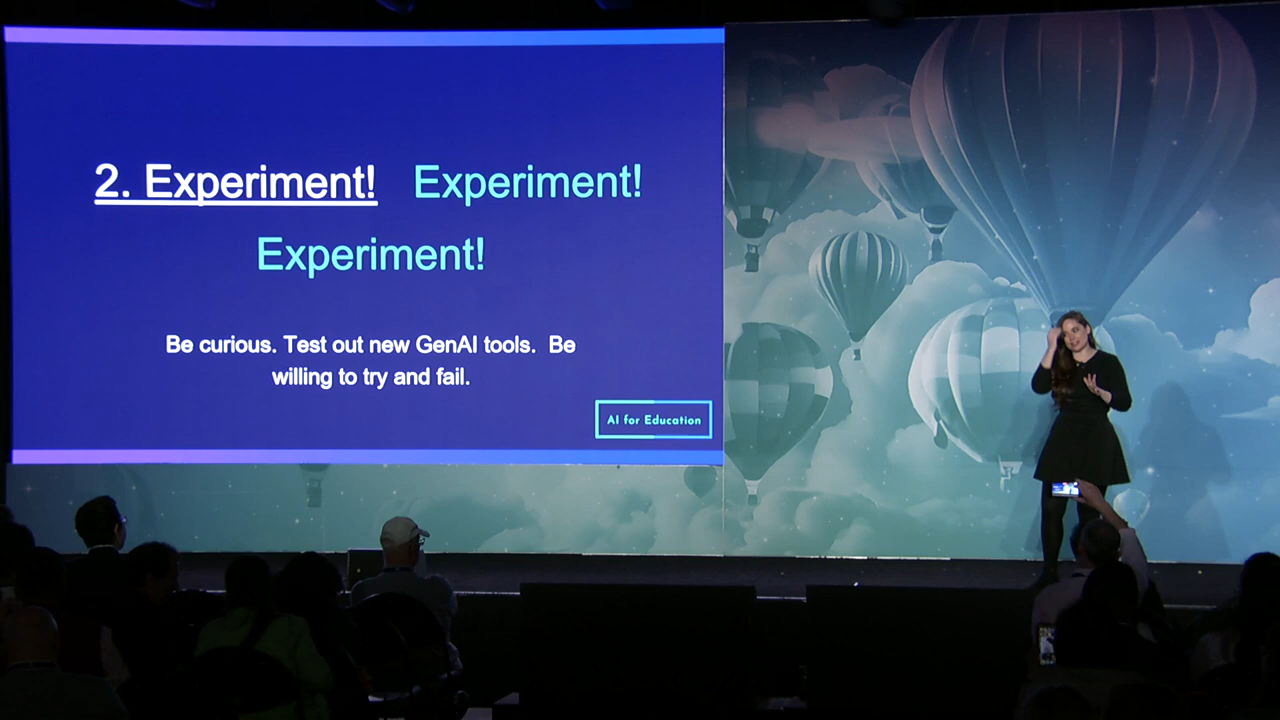 2. Experiment! Experiment!
Experiment!
Be curious. Test out new GenAI tools. Be
willing to try and fail.
AI for Education